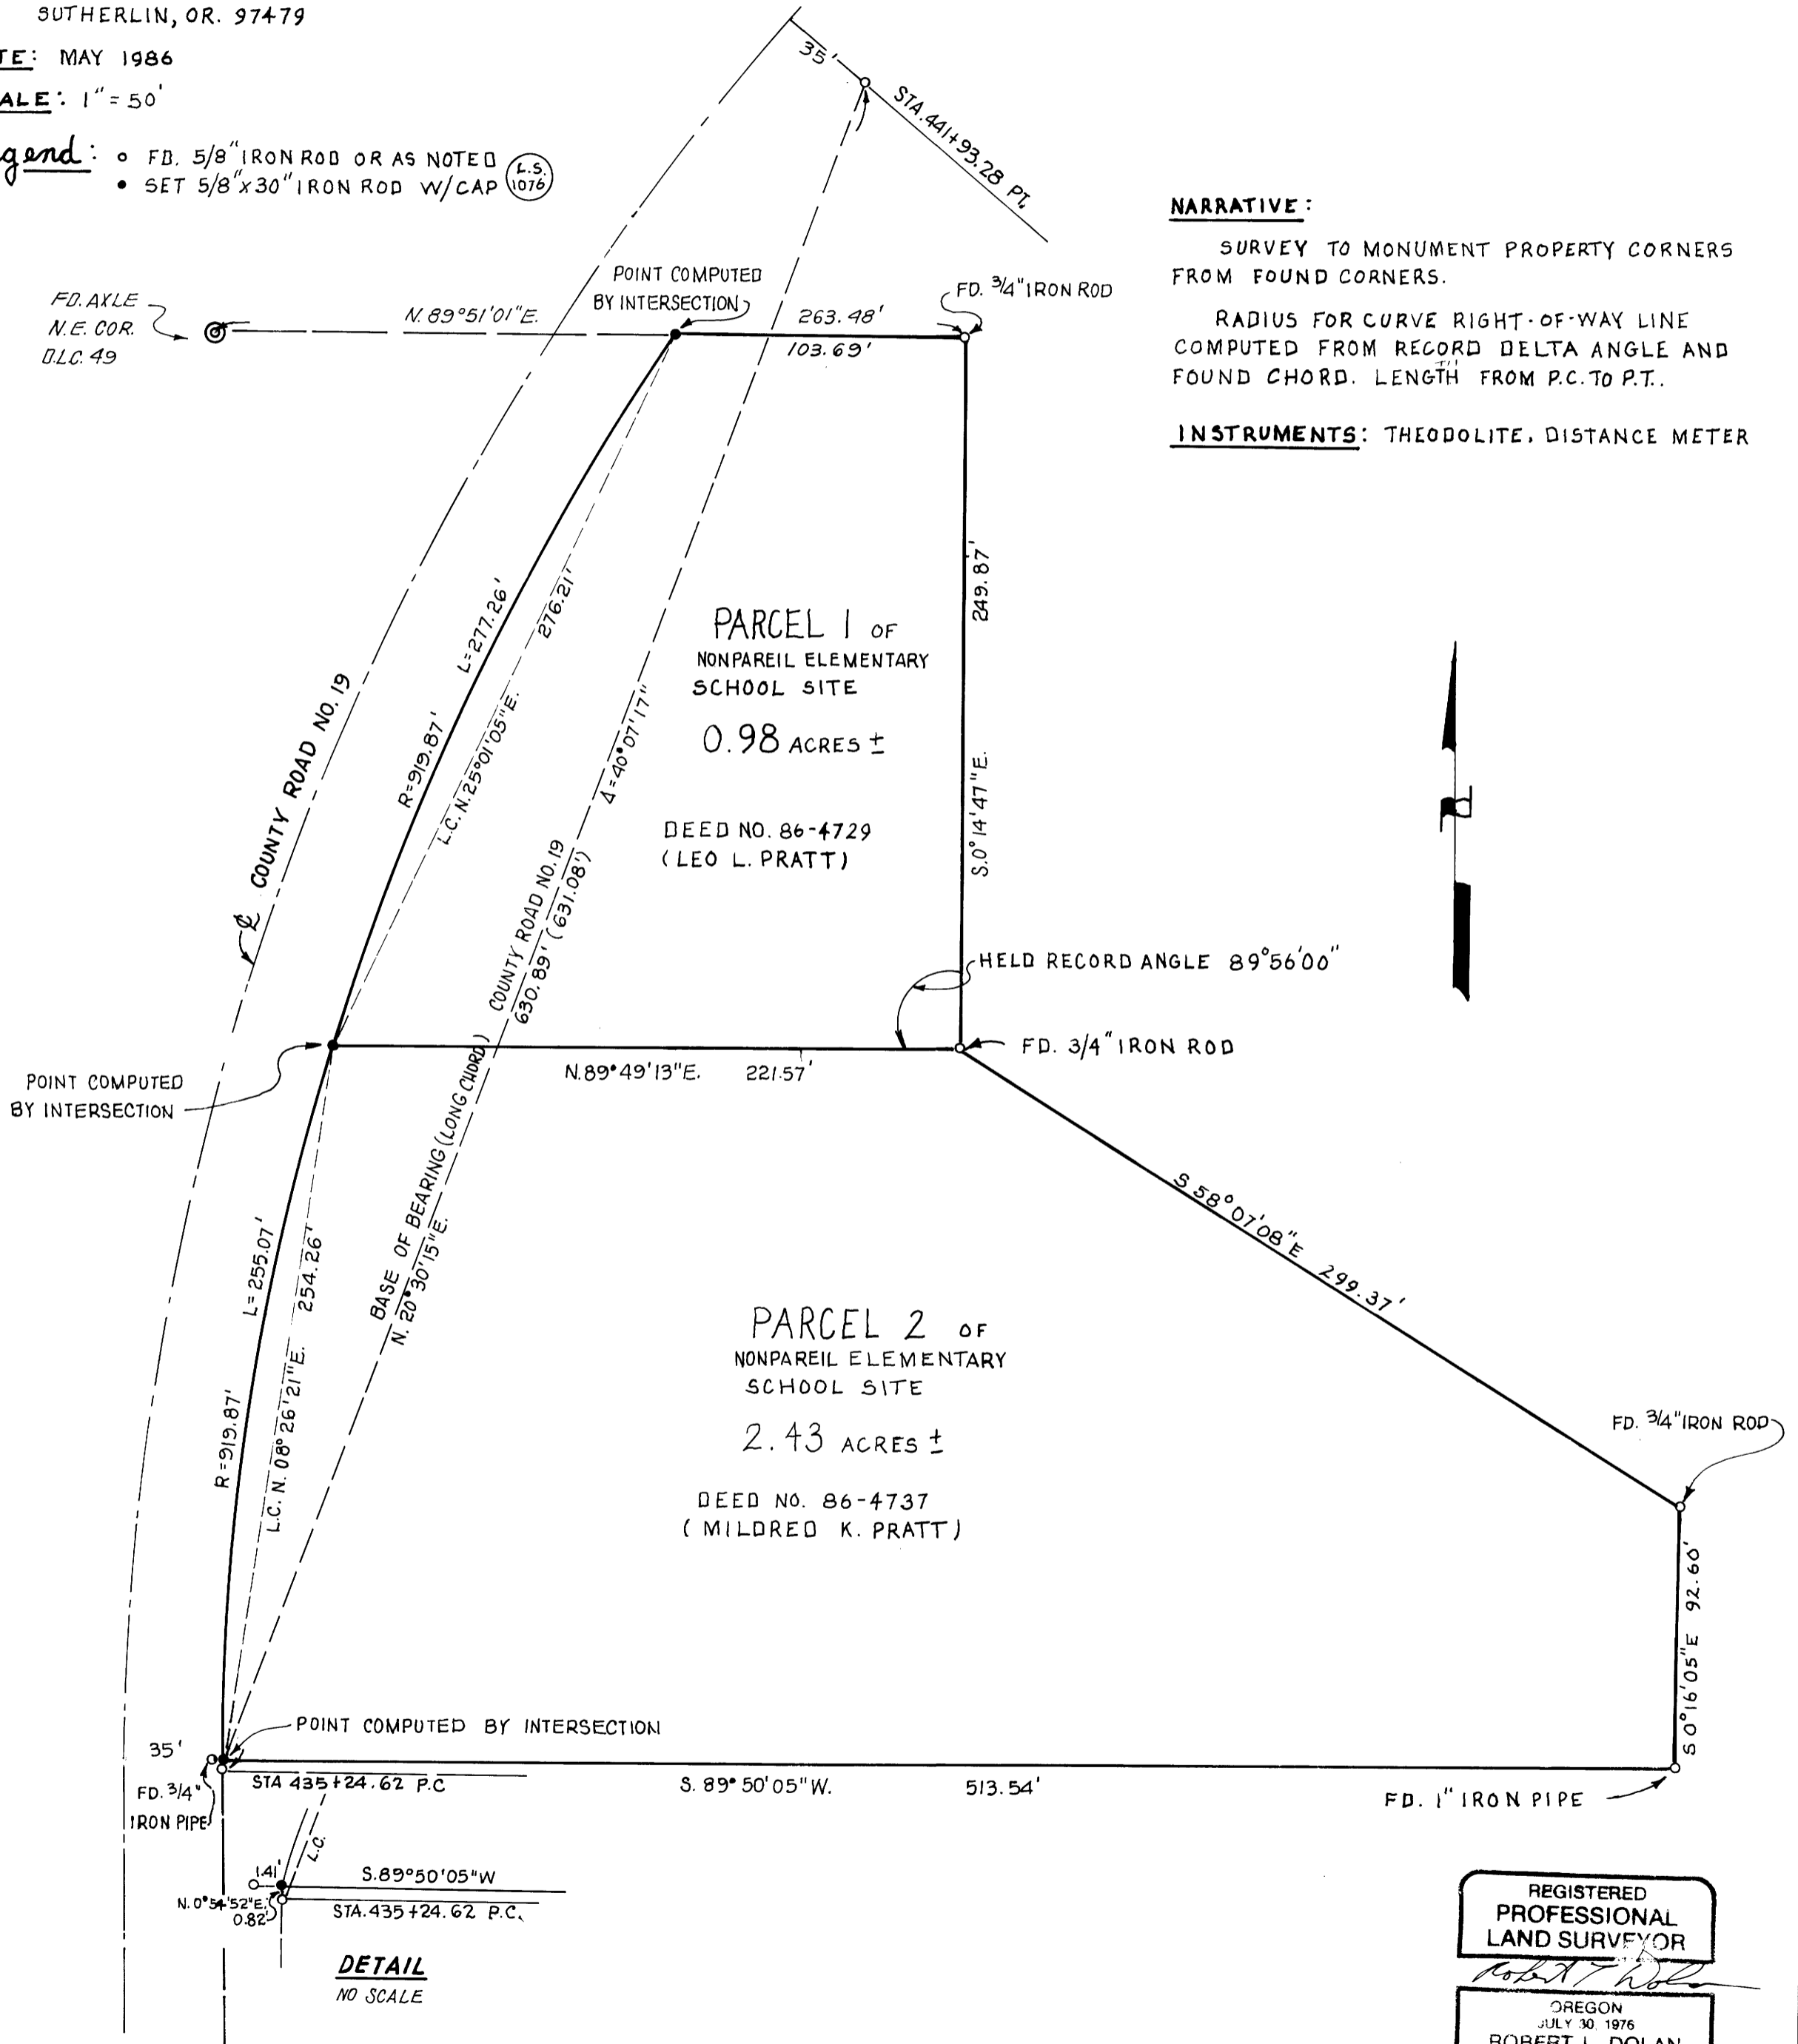 SUTHERLIN, OR. 97479
TE: MAY 1986
ALE: 1" = 50'
gend: ○ FD. 5/8" IRON ROD OR AS NOTED
● SET 5/8"x30" IRON ROD W/CAP L.S. 1076
35'
STA. 441+93.28 PT.
NARRATIVE:
SURVEY TO MONUMENT PROPERTY CORNERS
FROM FOUND CORNERS.
RADIUS FOR CURVE RIGHT-OF-WAY LINE
COMPUTED FROM RECORD DELTA ANGLE AND
FOUND CHORD. LENGTH FROM P.C. TO P.T..
INSTRUMENTS: THEODOLITE, DISTANCE METER
FD. AXLE
N.E. COR.
D.L.C. 49
N. 89°51'01"E.
POINT COMPUTED
BY INTERSECTION
263.48'
103.69'
FD. 3/4" IRON ROD
249.87'
S.0°14'47"E.
L=277.26'
R=919.87'
276.21'
L.C. N.25°01'05"E.
Δ=40°07'17"
PARCEL 1 OF
NONPAREIL ELEMENTARY
SCHOOL SITE
0.98 ACRES ±
DEED NO. 86-4729
(LEO L. PRATT)
℄ COUNTY ROAD NO. 19
COUNTY ROAD NO. 19
630.89' (631.08')
HELD RECORD ANGLE 89°56'00"
FD. 3/4" IRON ROD
N.89°49'13"E. 221.57'
POINT COMPUTED
BY INTERSECTION
BASE OF BEARING (LONG CHORD)
N. 20°30'15"E.
L=255.07'
R=919.87'
254.26'
L.C. N. 08°26'21"E.
S 58°07'08"E 299.37'
PARCEL 2 OF
NONPAREIL ELEMENTARY
SCHOOL SITE
2.43 ACRES ±
DEED NO. 86-4737
( MILDRED K. PRATT )
FD. 3/4" IRON ROD
S 0°16'05"E 92.60'
POINT COMPUTED BY INTERSECTION
35'
FD. 3/4"
IRON PIPE
STA 435+24.62 P.C
S. 89°50'05"W. 513.54'
FD. 1" IRON PIPE
L.C.
1.41'
S.89°50'05"W
N. 0°54'52"E.
0.82'
STA. 435+24.62 P.C.
DETAIL
NO SCALE
REGISTERED
PROFESSIONAL
LAND SURVEYOR
OREGON
JULY 30, 1976
ROBERT L. DOLAN